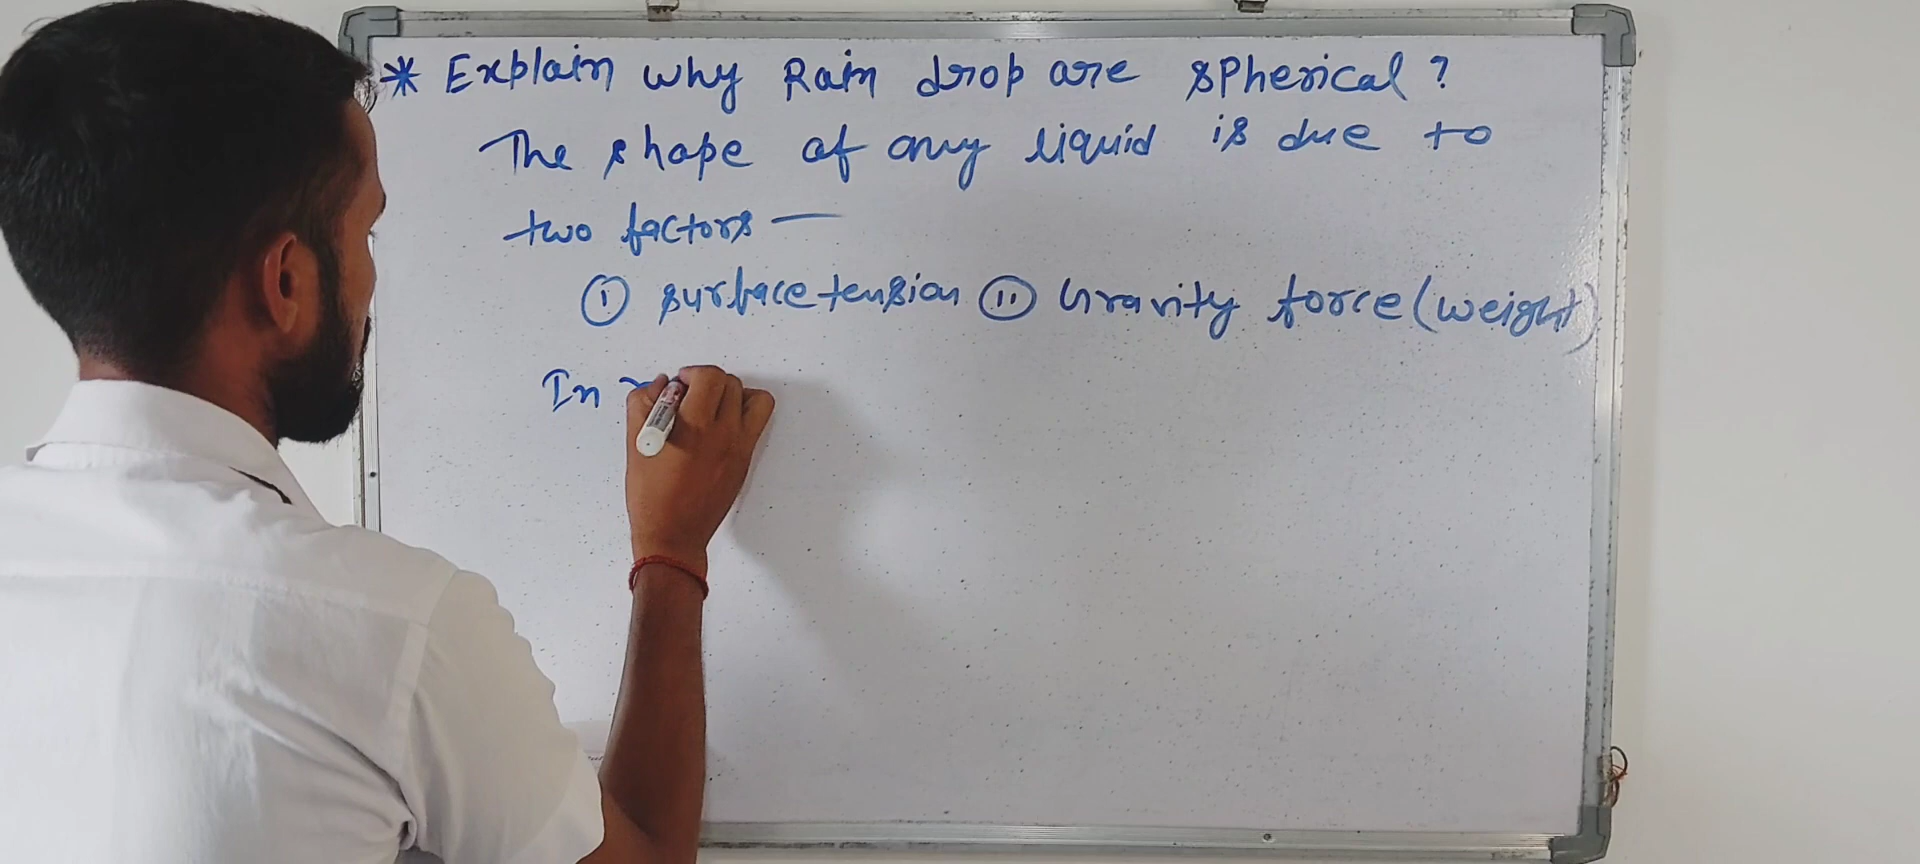 * Explain why Rain drop are spherical?
The shape of any liquid is due to
two factors —
(i) surface tension (ii) Gravity force (weight)
In